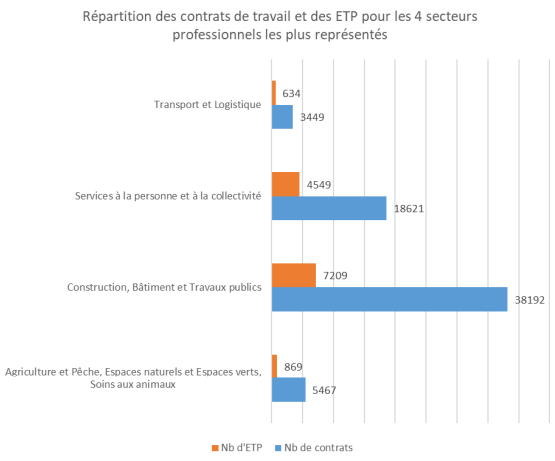 Répartition des contrats de travail et des ETP pour les 4 secteurs
professionnels les plus représentés
Transport et Logistique
634
3449
Services à la personne et à la collectivité
4549
18621
Construction, Bâtiment et Travaux publics
7209
38192
Agriculture et Pêche, Espaces naturels et Espaces verts,
Soins aux animaux
869
5467
Nb d'ETP
Nb de contrats